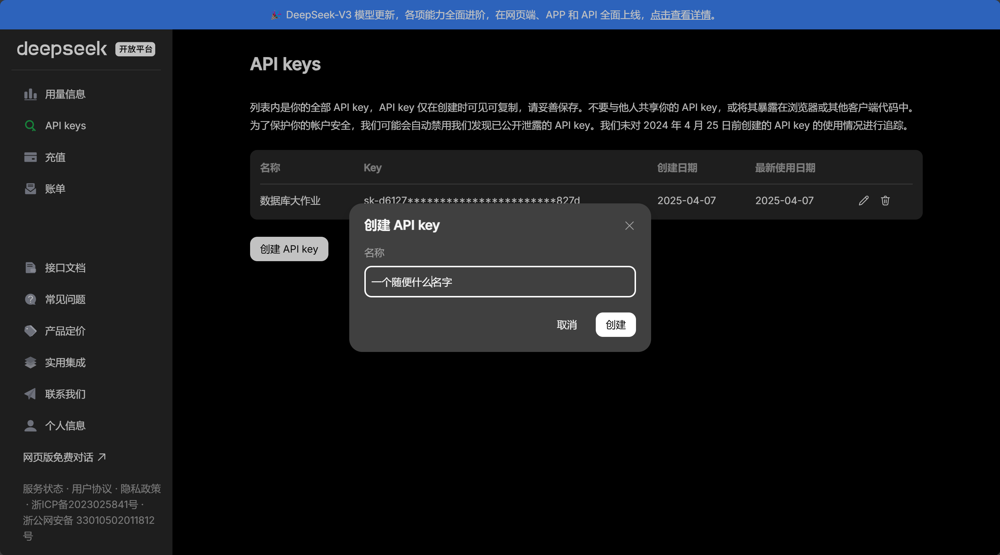 🎉 DeepSeek-V3 模型更新，各项能力全面进阶，在网页端、APP 和 API 全面上线，点击查看详情。
deepseek 开放平台
用量信息
API keys
充值
账单
接口文档
常见问题
产品定价
实用集成
联系我们
个人信息
网页版免费对话 ↗
服务状态 · 用户协议 · 隐私政策
· 浙ICP备2023025841号 ·
浙公网安备 33010502011812
号
API keys
列表内是你的全部 API key，API key 仅在创建时可见可复制，请妥善保存。不要与他人共享你的 API key，或将其暴露在浏览器或其他客户端代码中。
为了保护你的帐户安全，我们可能会自动禁用我们发现已公开泄露的 API key。我们未对 2024 年 4 月 25 日前创建的 API key 的使用情况进行追踪。
名称 Key 创建日期 最新使用日期
数据库大作业 sk-d6127***********************827d 2025-04-07 2025-04-07
创建 API key
创建 API key
名称
一个随便什么名字
取消 创建